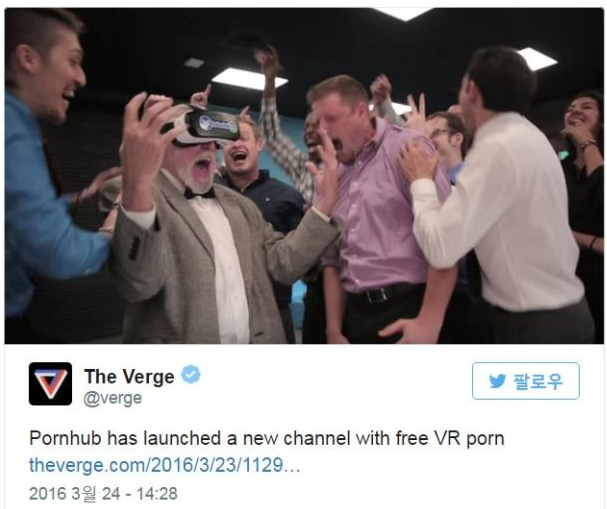 The Verge
@verge
팔로우
Pornhub has launched a new channel with free VR porn
theverge.com/2016/3/23/1129…
2016 3월 24 - 14:28